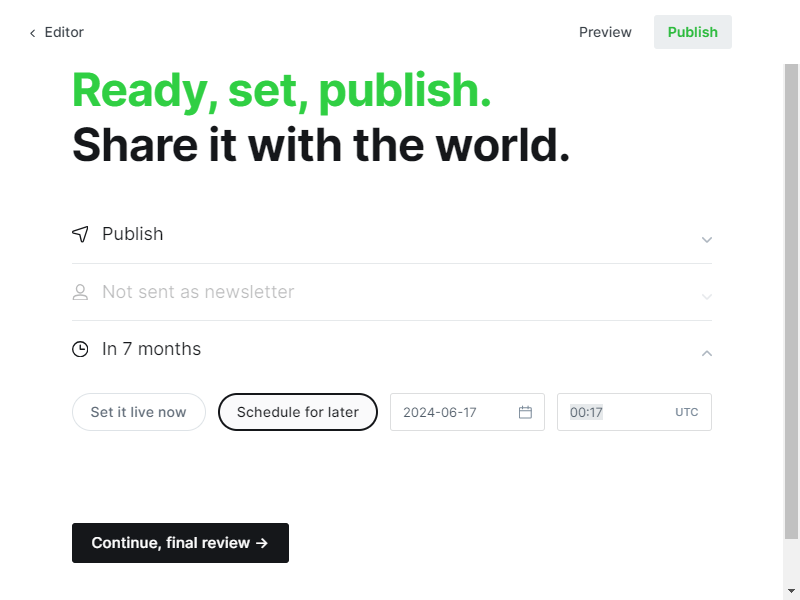 Editor
Preview
Publish
Ready, set, publish.
Share it with the world.
Publish
Not sent as newsletter
In 7 months
Set it live now
Schedule for later
2024-06-17
00:17
UTC
Continue, final review →